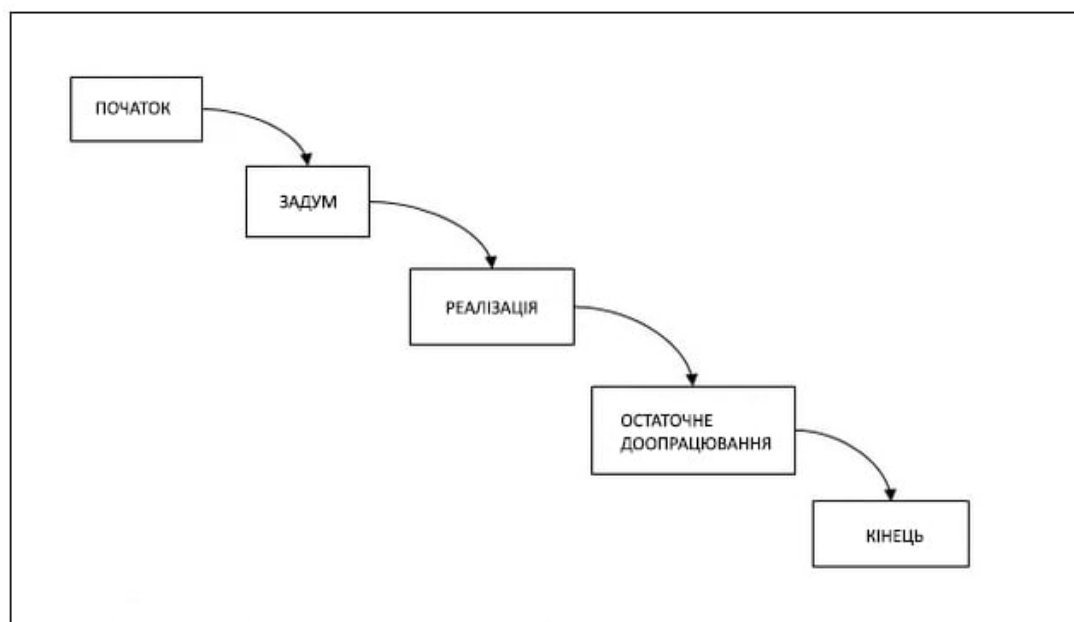 ПОЧАТОК
ЗАДУМ
РЕАЛІЗАЦІЯ
ОСТАТОЧНЕ
ДООПРАЦЮВАННЯ
КІНЕЦЬ